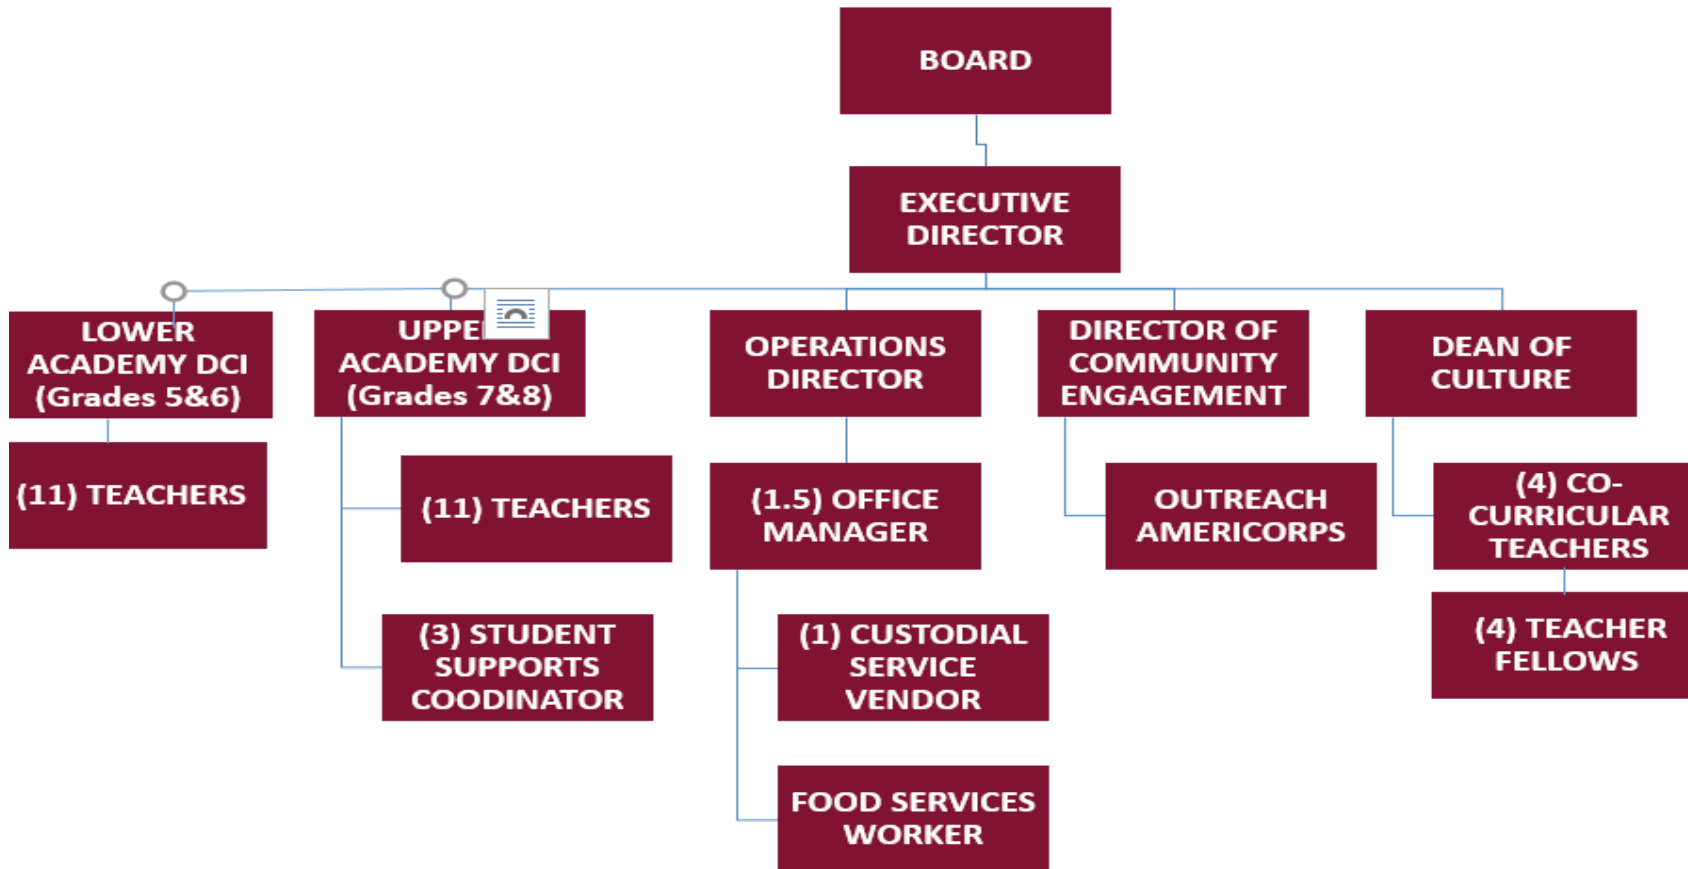 BOARD
EXECUTIVE
DIRECTOR
LOWER
ACADEMY DCI
(Grades 5&6)
UPPE
ACADEMY DCI
(Grades 7&8)
OPERATIONS
DIRECTOR
DIRECTOR OF
COMMUNITY
ENGAGEMENT
DEAN OF
CULTURE
(11) TEACHERS
(11) TEACHERS
(3) STUDENT
SUPPORTS
COODINATOR
(1.5) OFFICE
MANAGER
(1) CUSTODIAL
SERVICE
VENDOR
FOOD SERVICES
WORKER
OUTREACH
AMERICORPS
(4) CO-
CURRICULAR
TEACHERS
(4) TEACHER
FELLOWS